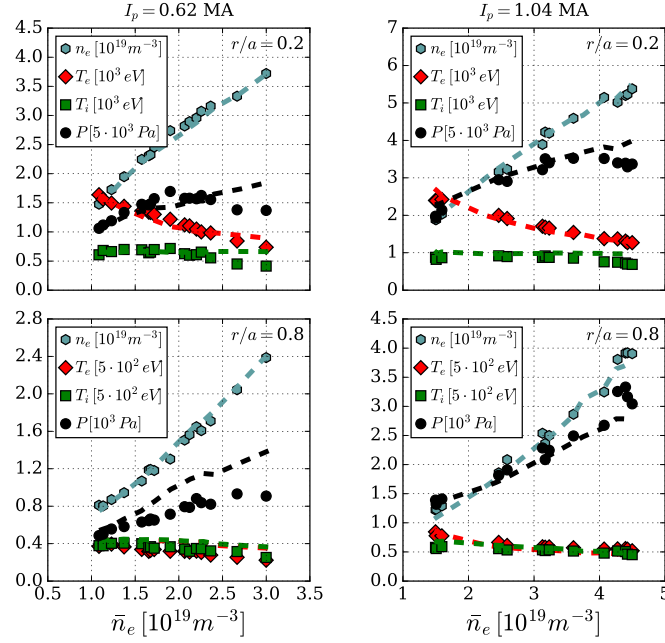 I_p = 0.62 MA
I_p = 1.04 MA
4.5
4.0
3.5
3.0
2.5
2.0
1.5
1.0
0.5
0.0
r/a = 0.2
n_e [10^{19} m^{-3}]
T_e [10^3 eV]
T_i [10^3 eV]
P [5 · 10^3 Pa]
7
6
5
4
3
2
1
0
r/a = 0.2
n_e [10^{19} m^{-3}]
T_e [10^3 eV]
T_i [10^3 eV]
P [5 · 10^3 Pa]
2.8
2.4
2.0
1.6
1.2
0.8
0.4
0.0
r/a = 0.8
n_e [10^{19} m^{-3}]
T_e [5 · 10^2 eV]
T_i [5 · 10^2 eV]
P [10^3 Pa]
0.5 1.0 1.5 2.0 2.5 3.0 3.5
n̄_e [10^{19} m^{-3}]
4.5
4.0
3.5
3.0
2.5
2.0
1.5
1.0
0.5
0.0
r/a = 0.8
n_e [10^{19} m^{-3}]
T_e [5 · 10^2 eV]
T_i [5 · 10^2 eV]
P [10^3 Pa]
1 2 3 4 5
n̄_e [10^{19} m^{-3}]